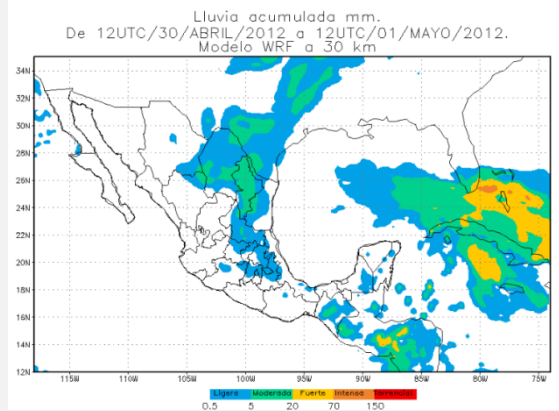 Lluvia acumulada mm.
De 12UTC/30/ABRIL/2012 a 12UTC/01/MAYO/2012.
Modelo WRF a 30 km
34N
32N
30N
28N
26N
24N
22N
20N
18N
16N
14N
12N
115W 110W 105W 100W 95W 90W 85W 80W 75W
Ligera Moderada Fuerte Intensa
0.5 5 20 70 150